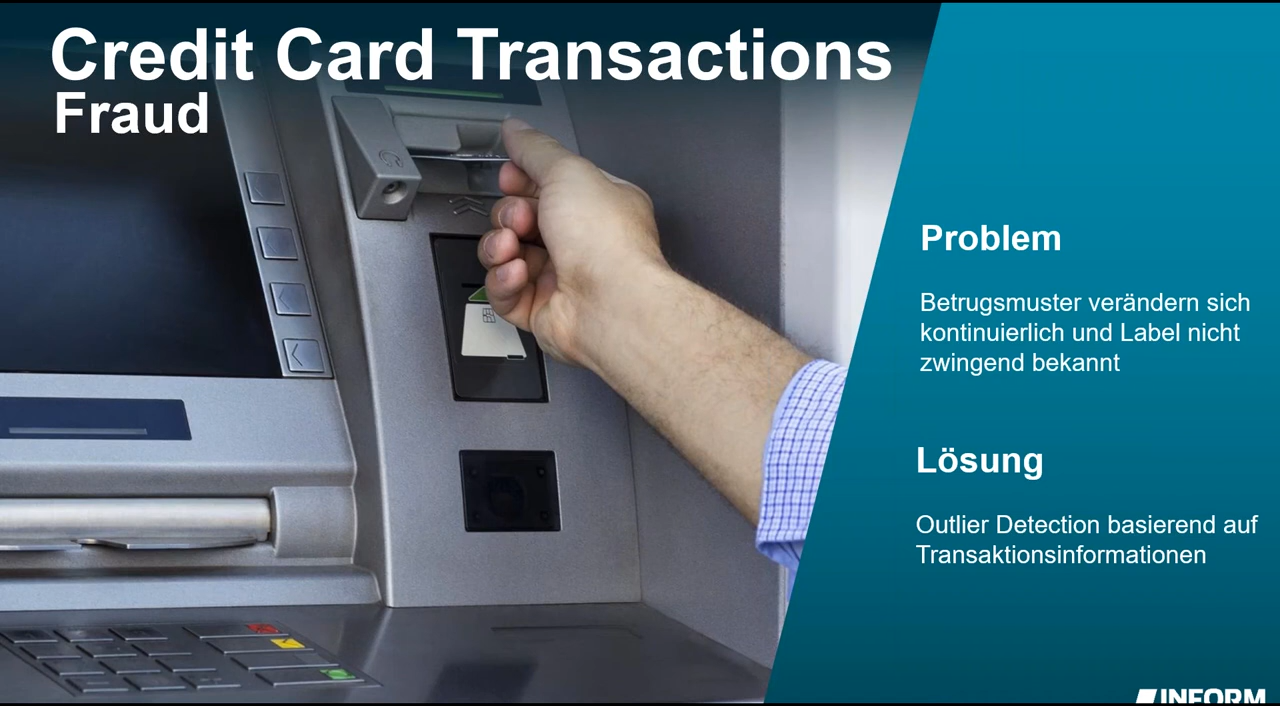 Credit Card Transactions
Fraud
Problem
Betrugsmuster verändern sich
kontinuierlich und Label nicht
zwingend bekannt
Lösung
Outlier Detection basierend auf
Transaktionsinformationen
INFORM